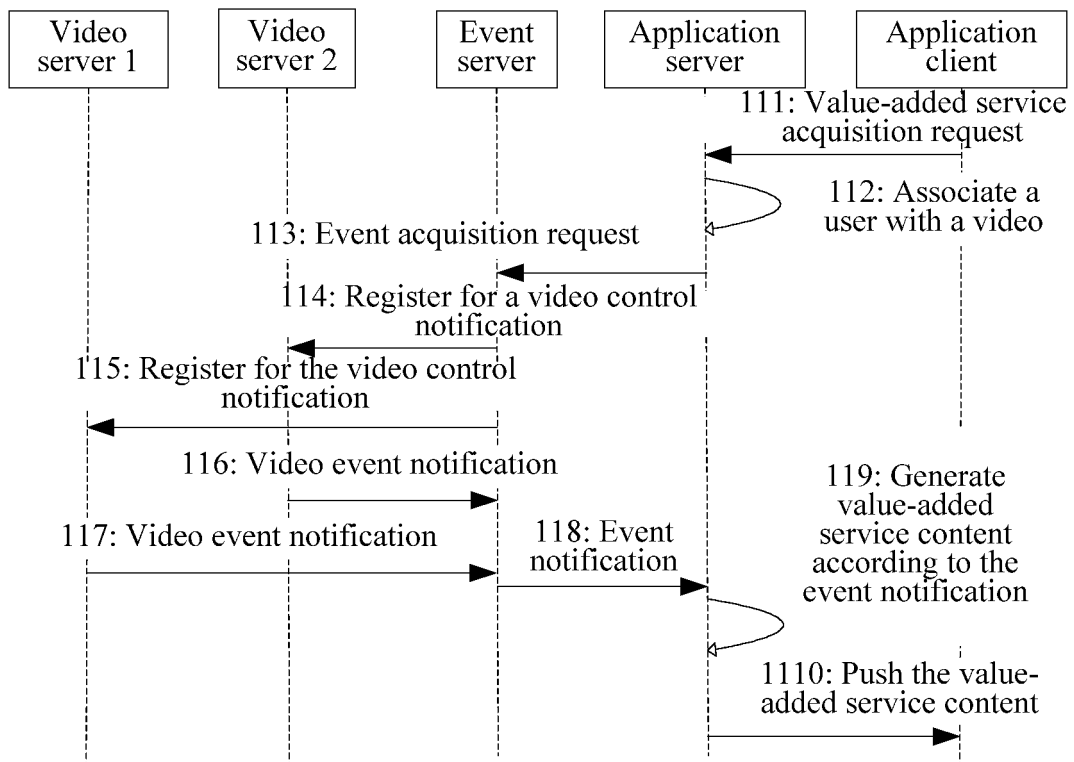 Video
server 1
Video
server 2
Event
server
Application
server
Application
client
111: Value-added service
acquisition request
112: Associate a
user with a video
113: Event acquisition request
114: Register for a video control
notification
115: Register for the video control
notification
116: Video event notification
117: Video event notification
118: Event
notification
119: Generate
value-added
service content
according to the
event notification
1110: Push the value-
added service content